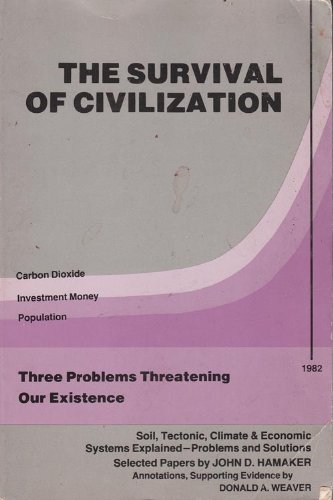 THE SURVIVAL
OF CIVILIZATION
Carbon Dioxide
Investment Money
Population
1982
Three Problems Threatening
Our Existence
Soil, Tectonic, Climate & Economic
Systems Explained—Problems and Solutions
Selected Papers by JOHN D. HAMAKER
Annotations, Supporting Evidence by
DONALD A. WEAVER